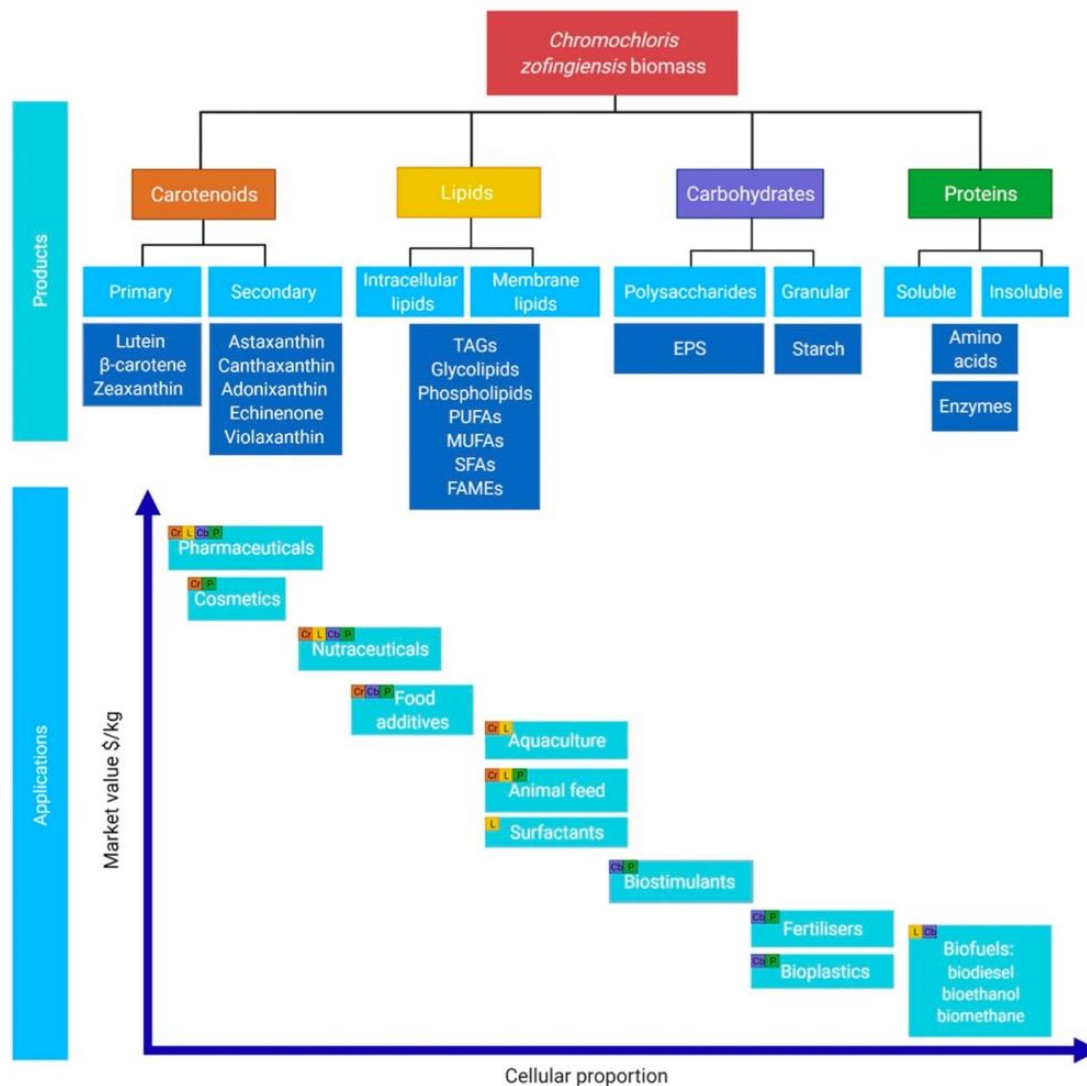 Chromochloris
zofingiensis biomass
Products
Carotenoids
Lipids
Carbohydrates
Proteins
Primary
Secondary
Intracellular
lipids
Membrane
lipids
Polysaccharides
Granular
Soluble
Insoluble
Lutein
β-carotene
Zeaxanthin
Astaxanthin
Canthaxanthin
Adonixanthin
Echinenone
Violaxanthin
TAGs
Glycolipids
Phospholipids
PUFAs
MUFAs
SFAs
FAMEs
EPS
Starch
Amino
acids
Enzymes
Applications
Market value $/kg
Cr L Cb P
Pharmaceuticals
Cr P
Cosmetics
Cr L Cb P
Nutraceuticals
Cr Cb P
Food
additives
Cr L
Aquaculture
Cr L P
Animal feed
L
Surfactants
Cb P
Biostimulants
Cb P
Fertilisers
Cb P
Bioplastics
L Cb
Biofuels:
biodiesel
bioethanol
biomethane
Cellular proportion